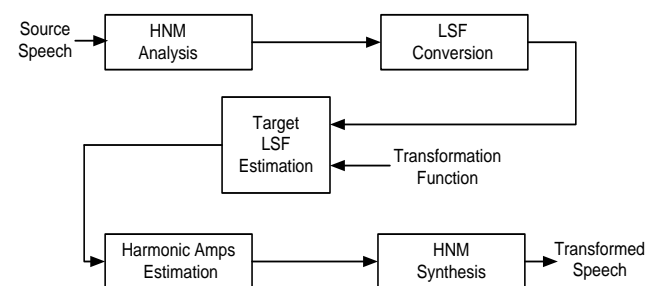 Source
Speech
HNM
Analysis
LSF
Conversion
Target
LSF
Estimation
Transformation
Function
Harmonic Amps
Estimation
HNM
Synthesis
Transformed
Speech